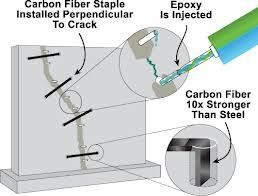 Carbon Fiber Staple
Installed Perpendicular
To Crack
Epoxy
Is Injected
Carbon Fiber
10x Stronger
Than Steel